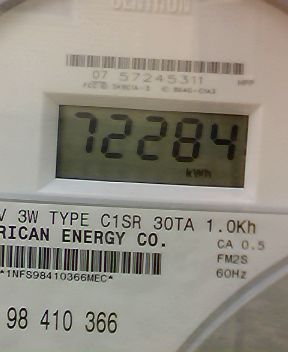 CENTRON
07 57245311
72284
kWh
V 3W TYPE C1SR 30TA 1.0Kh
RICAN ENERGY CO.
CA 0.5
FM2S
60Hz
*1NFS98410366MEC*
98 410 366